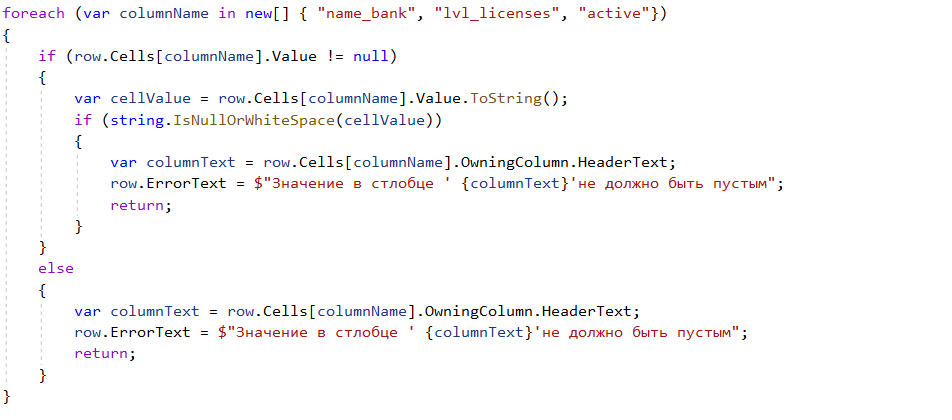 foreach (var columnName in new[] { "name_bank", "lvl_licenses", "active"})
{
    if (row.Cells[columnName].Value != null)
    {
        var cellValue = row.Cells[columnName].Value.ToString();
        if (string.IsNullOrWhiteSpace(cellValue))
        {
            var columnText = row.Cells[columnName].OwningColumn.HeaderText;
            row.ErrorText = $"Значение в стлобце ' {columnText}'не должно быть пустым";
            return;
        }
    }
    else
    {
        var columnText = row.Cells[columnName].OwningColumn.HeaderText;
        row.ErrorText = $"Значение в стлобце ' {columnText}'не должно быть пустым";
        return;
    }
}